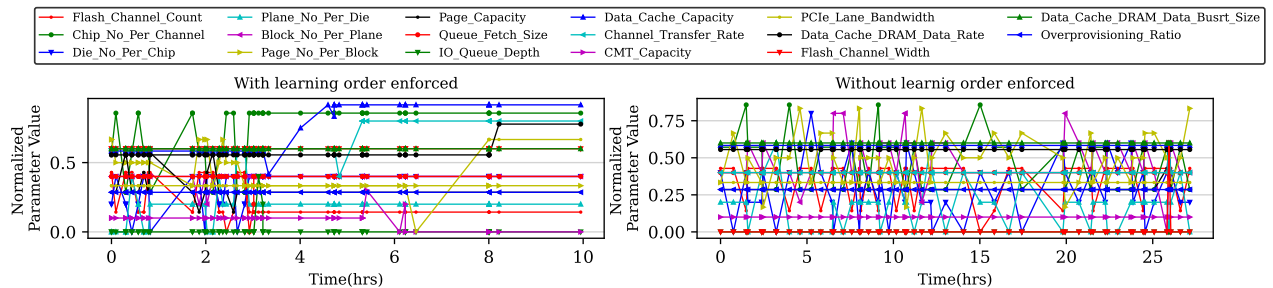 Flash_Channel_Count Plane_No_Per_Die Page_Capacity Data_Cache_Capacity PCIe_Lane_Bandwidth Data_Cache_DRAM_Data_Busrt_Size
Chip_No_Per_Channel Block_No_Per_Plane Queue_Fetch_Size Channel_Transfer_Rate Data_Cache_DRAM_Data_Rate Overprovisioning_Ratio
Die_No_Per_Chip Page_No_Per_Block IO_Queue_Depth CMT_Capacity Flash_Channel_Width
With learning order enforced
Normalized
Parameter Value
0.5
0.0
0 2 4 6 8 10
Time(hrs)
Without learnig order enforced
Normalized
Parameter Value
0.75
0.50
0.25
0.00
0 5 10 15 20 25
Time(hrs)